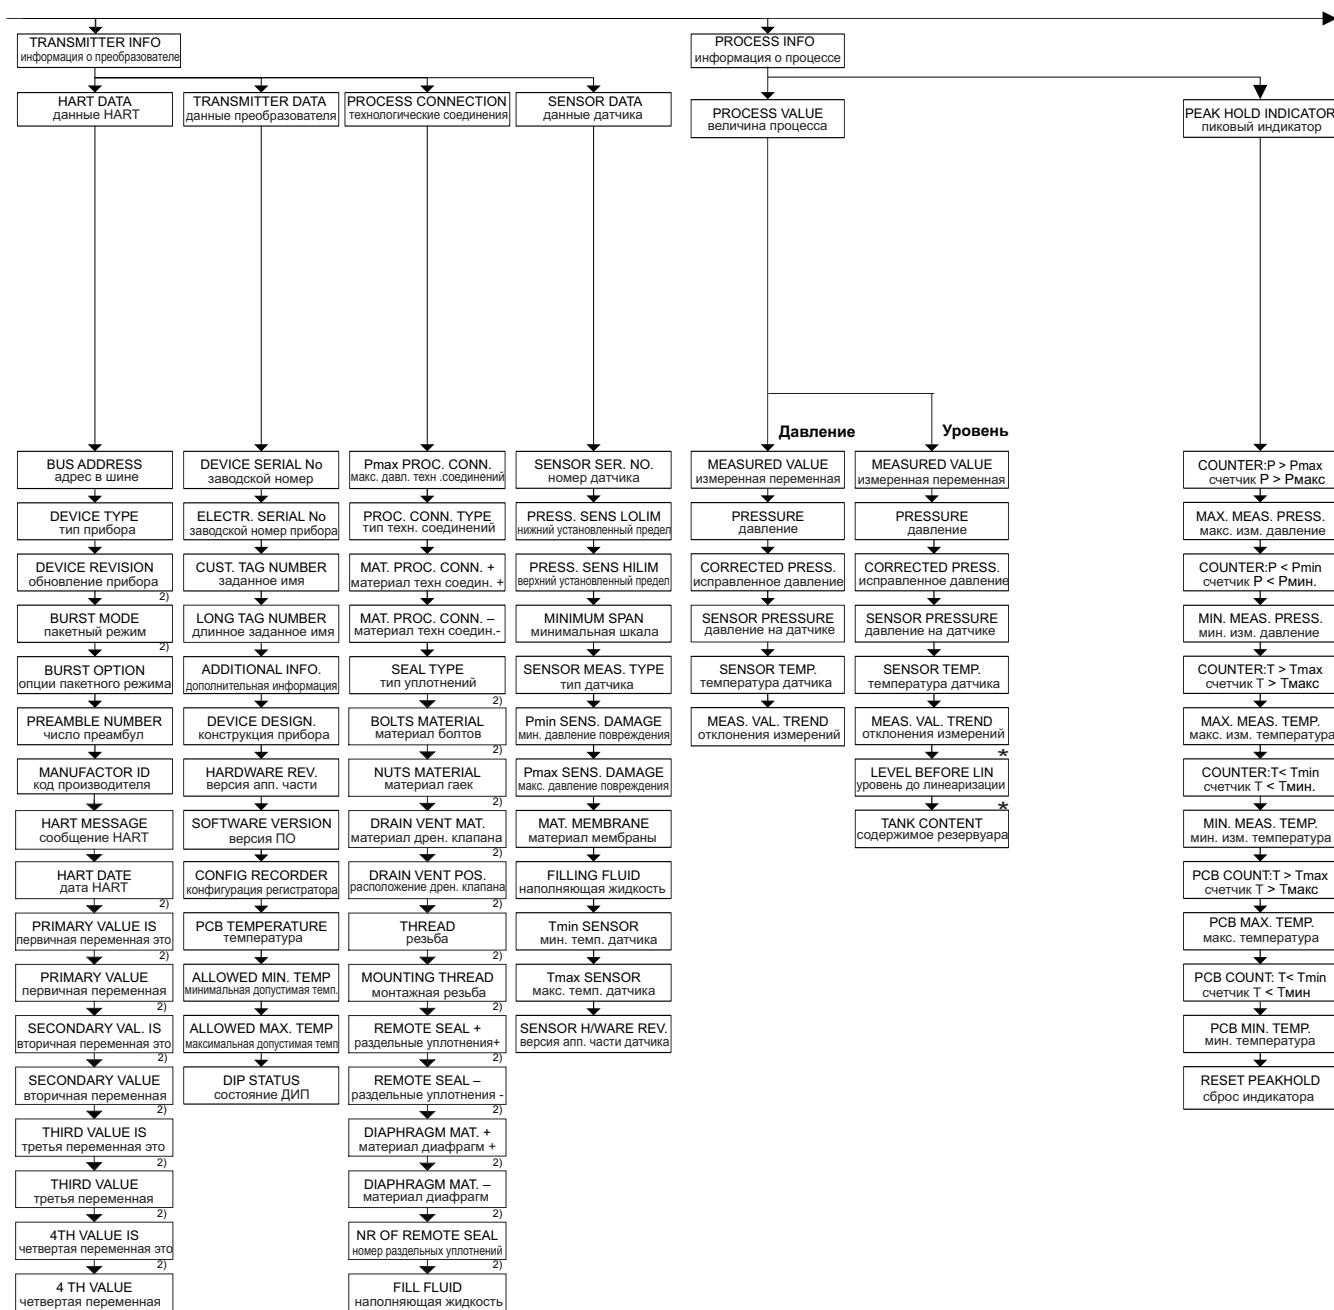 TRANSMITTER INFO
информация о преобразователе
PROCESS INFO
информация о процессе
HART DATA
данные HART
TRANSMITTER DATA
данные преобразователя
PROCESS CONNECTION
технологические соединения
SENSOR DATA
данные датчика
PROCESS VALUE
величина процесса
PEAK HOLD INDICATOR
пиковый индикатор
BUS ADDRESS
адрес в шине
DEVICE TYPE
тип прибора
DEVICE REVISION
обновление прибора
2)
BURST MODE
пакетный режим
2)
BURST OPTION
опции пакетного режима
PREAMBLE NUMBER
число преамбул
MANUFACTOR ID
код производителя
HART MESSAGE
сообщение HART
HART DATE
дата HART
2)
PRIMARY VALUE IS
первичная переменная это
2)
PRIMARY VALUE
первичная переменная
2)
SECONDARY VAL. IS
вторичная переменная это
2)
SECONDARY VALUE
вторичная переменная
2)
THIRD VALUE IS
третья переменная это
2)
THIRD VALUE
третья переменная
2)
4TH VALUE IS
четвертая переменная это
2)
4 TH VALUE
четвертая переменная
DEVICE SERIAL No
заводской номер
ELECTR. SERIAL No
заводской номер прибора
CUST. TAG NUMBER
заданное имя
LONG TAG NUMBER
длинное заданное имя
ADDITIONAL INFO.
дополнительная информация
DEVICE DESIGN.
конструкция прибора
HARDWARE REV.
версия апп. части
SOFTWARE VERSION
версия ПО
CONFIG RECORDER
конфигурация регистратора
PCB TEMPERATURE
температура
ALLOWED MIN. TEMP
минимальная допустимая темп.
ALLOWED MAX. TEMP
максимальная допустимая темп
DIP STATUS
состояние ДИП
Pmax PROC. CONN.
макс. давл. техн .соединений
PROC. CONN. TYPE
тип техн. соединений
MAT. PROC. CONN. +
материал техн соедин. +
MAT. PROC. CONN. –
материал техн соедин.-
SEAL TYPE
тип уплотнений
2)
BOLTS MATERIAL
материал болтов
2)
NUTS MATERIAL
материал гаек
2)
DRAIN VENT MAT.
материал дрен. клапана
2)
DRAIN VENT POS.
расположение дрен. клапана
2)
THREAD
резьба
2)
MOUNTING THREAD
монтажная резьба
2)
REMOTE SEAL +
раздельные уплотнения+
2)
REMOTE SEAL –
раздельные уплотнения -
2)
DIAPHRAGM MAT. +
материал диафрагм +
2)
DIAPHRAGM MAT. –
материал диафрагм
2)
NR OF REMOTE SEAL
номер раздельных уплотнений
2)
FILL FLUID
наполняющая жидкость
SENSOR SER. NO.
номер датчика
PRESS. SENS LOLIM
нижний установленный предел
PRESS. SENS HILIM
верхний установленный предел
MINIMUM SPAN
минимальная шкала
SENSOR MEAS. TYPE
тип датчика
Pmin SENS. DAMAGE
мин. давление повреждения
Pmax SENS. DAMAGE
макс. давление повреждения
MAT. MEMBRANE
материал мембраны
FILLING FLUID
наполняющая жидкость
Tmin SENSOR
мин. темп. датчика
Tmax SENSOR
макс. темп. датчика
SENSOR H/WARE REV.
версия апп. части датчика
Давление
MEASURED VALUE
измеренная переменная
PRESSURE
давление
CORRECTED PRESS.
исправленное давление
SENSOR PRESSURE
давление на датчике
SENSOR TEMP.
температура датчика
MEAS. VAL. TREND
отклонения измерений
Уровень
MEASURED VALUE
измеренная переменная
PRESSURE
давление
CORRECTED PRESS.
исправленное давление
SENSOR PRESSURE
давление на датчике
SENSOR TEMP.
температура датчика
MEAS. VAL. TREND
отклонения измерений
*
LEVEL BEFORE LIN
уровень до линеаризации
*
TANK CONTENT
содержимое резервуара
COUNTER:P > Pmax
счетчик P > Рмакс
MAX. MEAS. PRESS.
макс. изм. давление
COUNTER:P < Pmin
счетчик P < Рмин.
MIN. MEAS. PRESS.
мин. изм. давление
COUNTER:T > Tmax
счетчик T > Тмакс
MAX. MEAS. TEMP.
макс. изм. температура
COUNTER:T< Tmin
счетчик T < Тмин.
MIN. MEAS. TEMP.
мин. изм. температура
PCB COUNT:T > Tmax
счетчик T > Тмакс
PCB MAX. TEMP.
макс. температура
PCB COUNT: T< Tmin
счетчик T < Тмин
PCB MIN. TEMP.
мин. температура
RESET PEAKHOLD
сброс индикатора